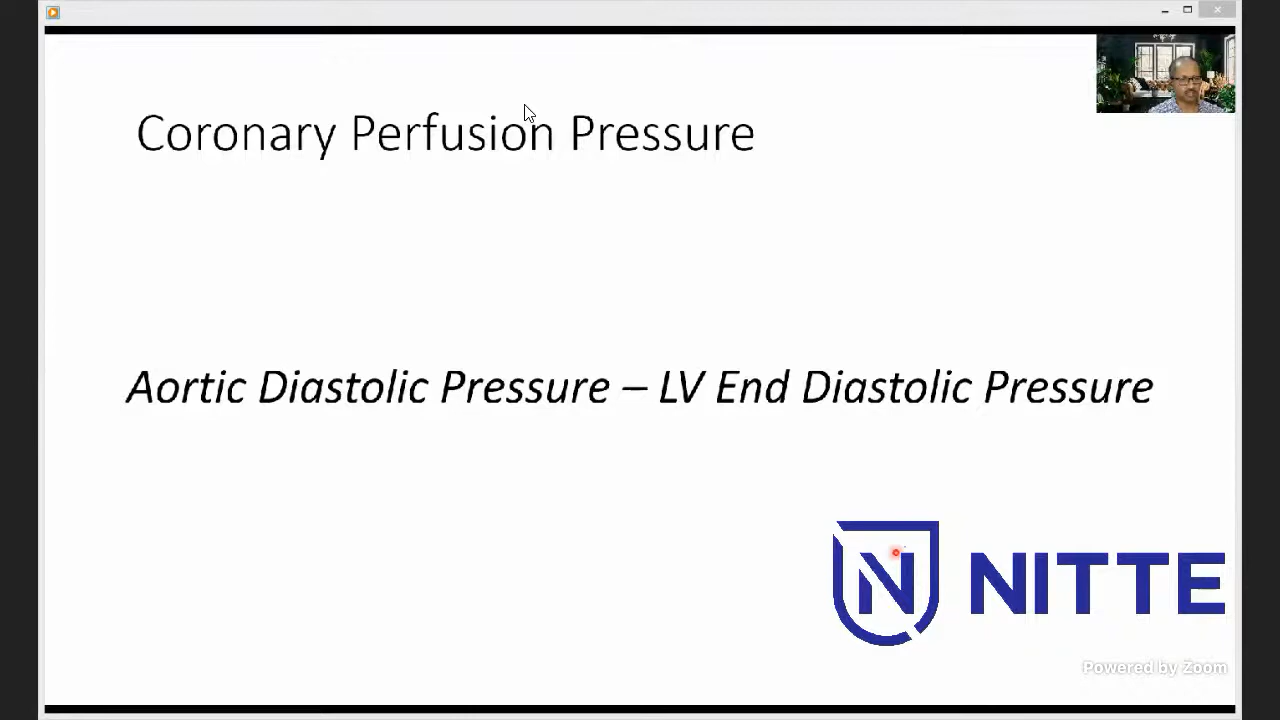 Coronary Perfusion Pressure
Aortic Diastolic Pressure – LV End Diastolic Pressure
N NITTE
Powered by Zoom